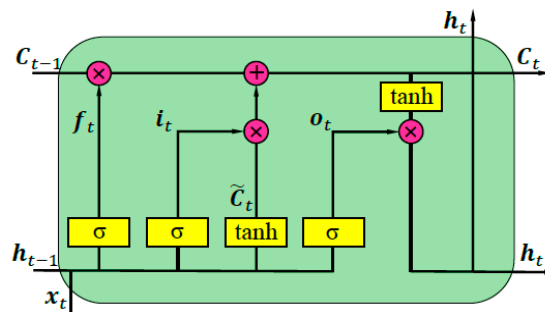 h_t
C_{t-1} × + C_t
tanh
f_t i_t × o_t ×
C̃_t
σ σ tanh σ
h_{t-1} h_t
x_t